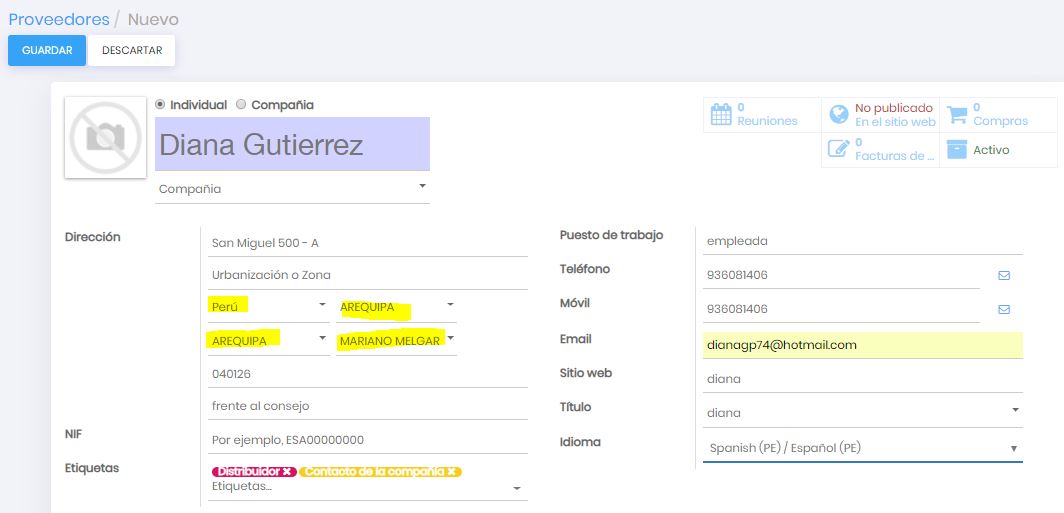 Proveedores / Nuevo
GUARDAR DESCARTAR
Individual Compañia
Diana Gutierrez
Compañia
0 Reuniones
No publicado En el sitio web
0 Compras
0 Facturas de ...
Activo
Dirección
San Miguel 500 - A
Urbanización o Zona
Perú AREQUIPA
AREQUIPA MARIANO MELGAR
040126
frente al consejo
NIF Por ejemplo, ESA00000000
Etiquetas Distribuidor × Contacto de la compañía ×
Etiquetas...
Puesto de trabajo empleada
Teléfono 936081406
Móvil 936081406
Email dianagp74@hotmail.com
Sitio web diana
Título diana
Idioma Spanish (PE) / Español (PE)